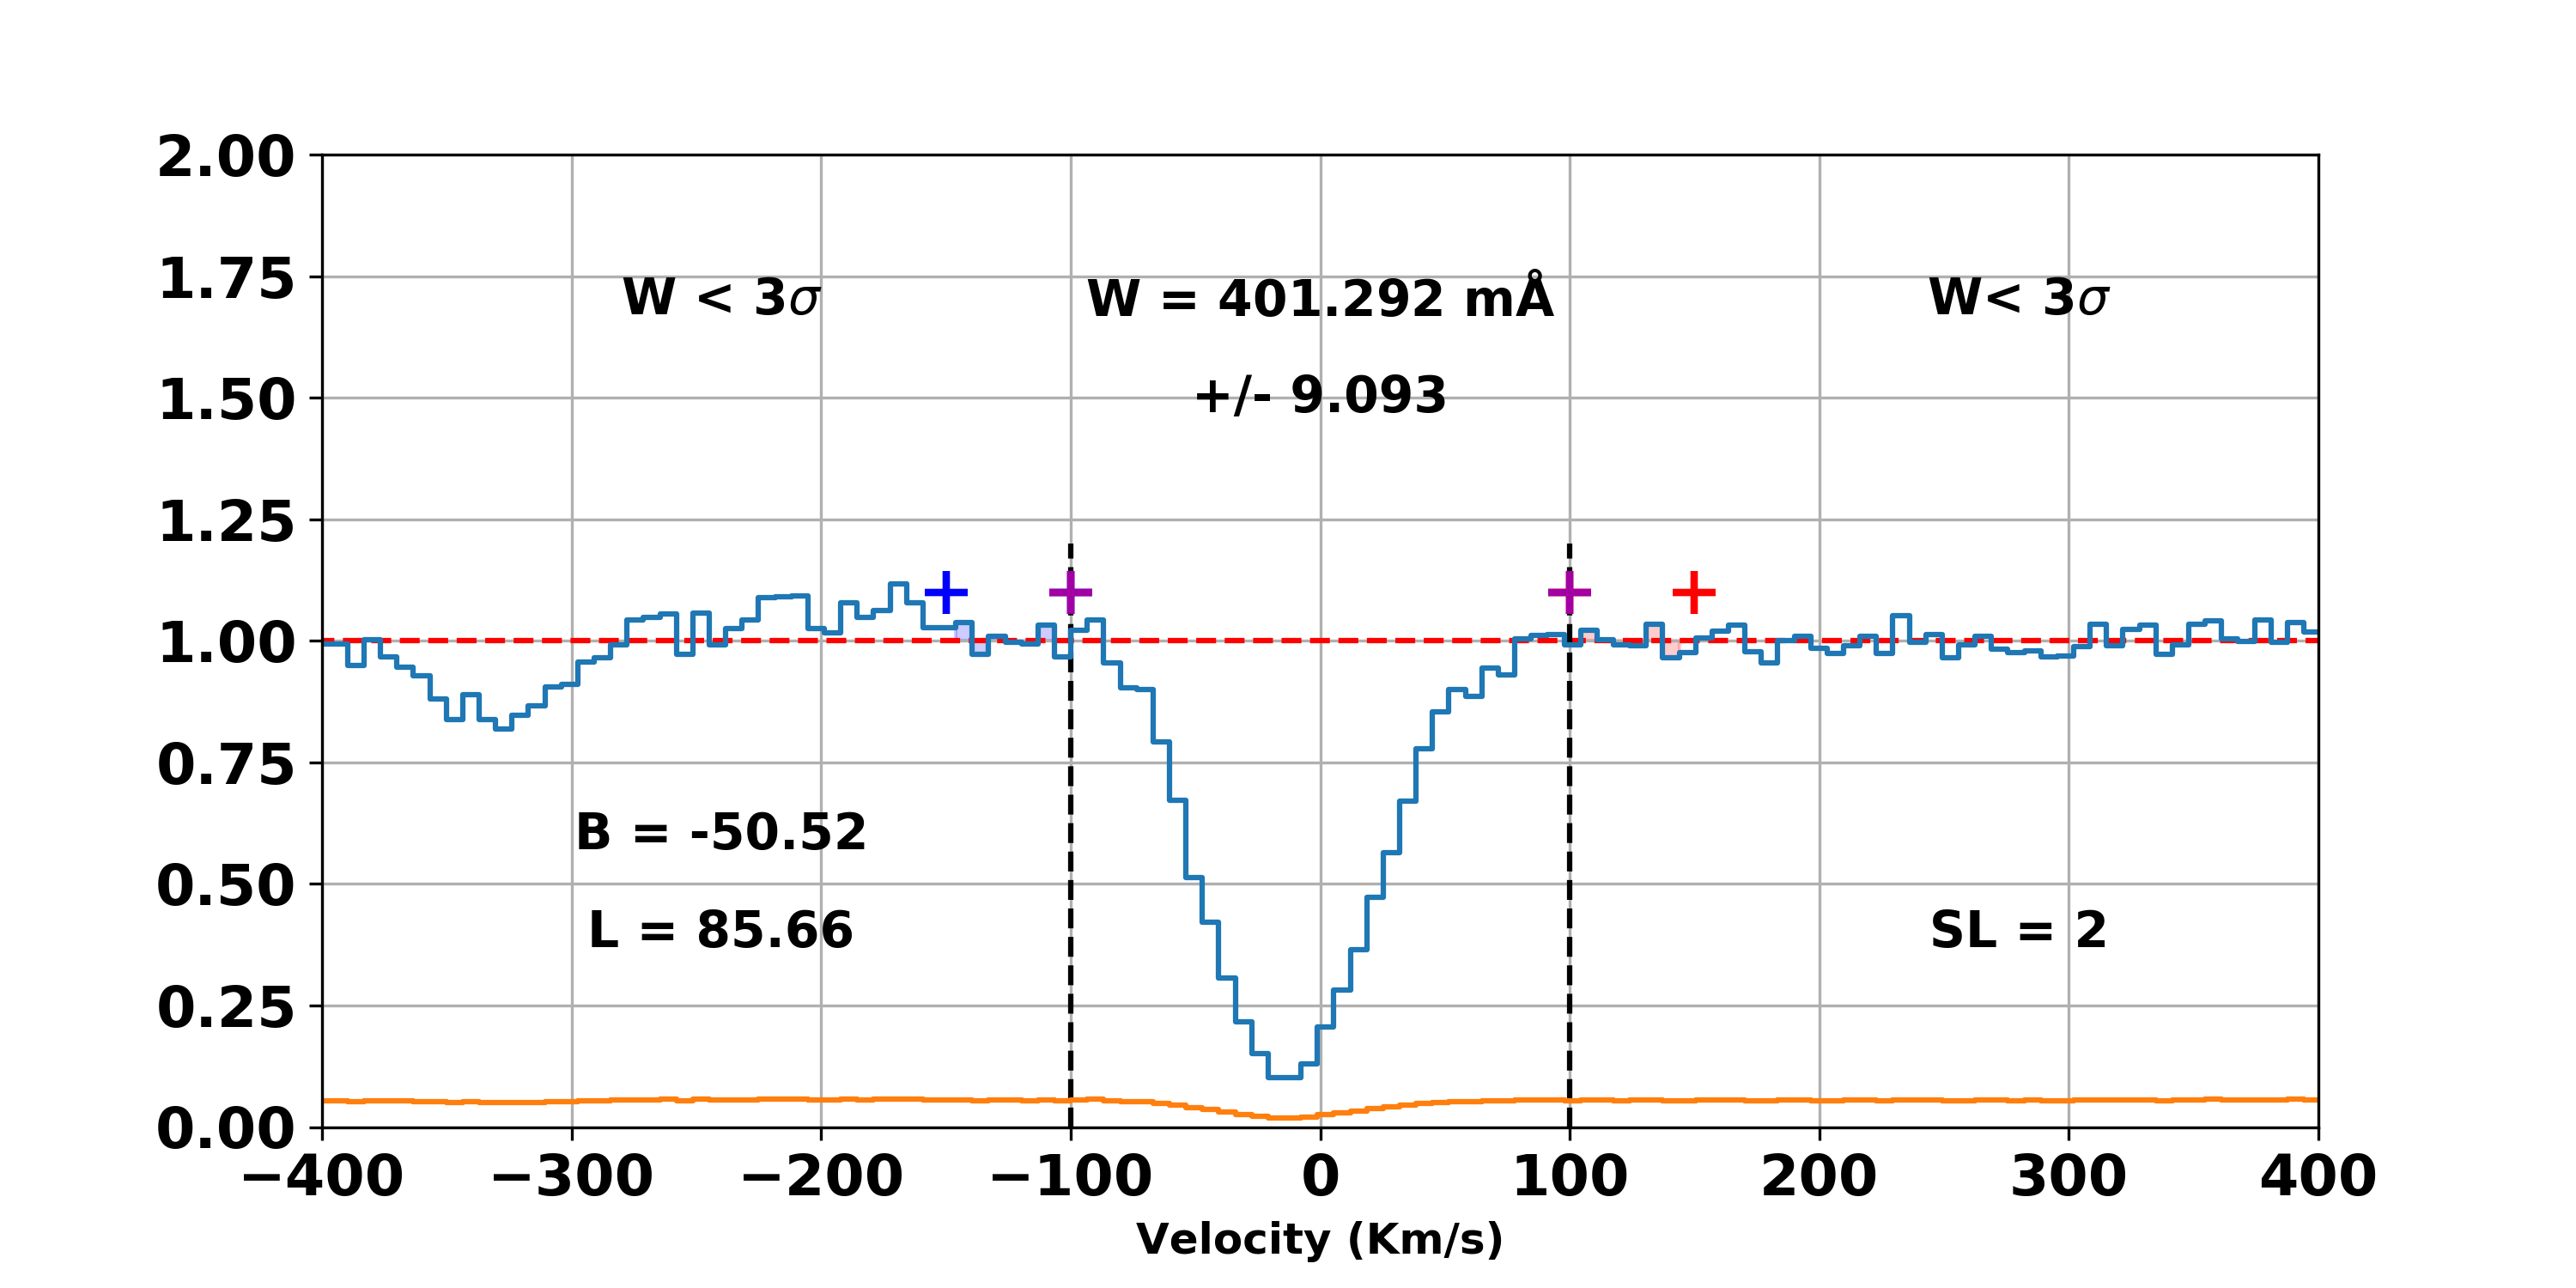 2.00
1.75
W < 3σ
W = 401.292 mÅ
W< 3σ
1.50
+/- 9.093
1.25
1.00
0.75
B = -50.52
0.50
L = 85.66
SL = 2
0.25
0.00
−400 −300 −200 −100 0 100 200 300 400
Velocity (Km/s)